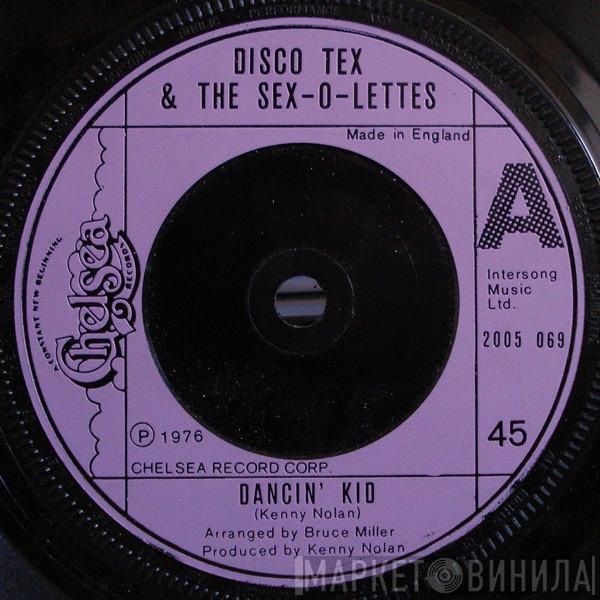 DISCO TEX
& THE SEX-O-LETTES
Made in England
A
Intersong
Music
Ltd.
2005 069
A CONSTANT NEW BEGINNING
Chelsea
RECORDS
Ⓟ 1976
45
CHELSEA RECORD CORP.
DANCIN' KID
(Kenny Nolan)
Arranged by Bruce Miller
Produced by Kenny Nolan
МАРКЕТ ВИНИЛА